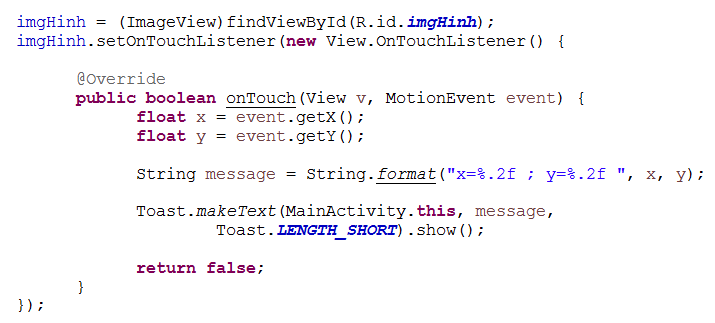 imgHinh = (ImageView)findViewById(R.id.imgHinh);
imgHinh.setOnTouchListener(new View.OnTouchListener() {
@Override
public boolean onTouch(View v, MotionEvent event) {
float x = event.getX();
float y = event.getY();
String message = String.format("x=%.2f ; y=%.2f ", x, y);
Toast.makeText(MainActivity.this, message,
Toast.LENGTH_SHORT).show();
return false;
}
});